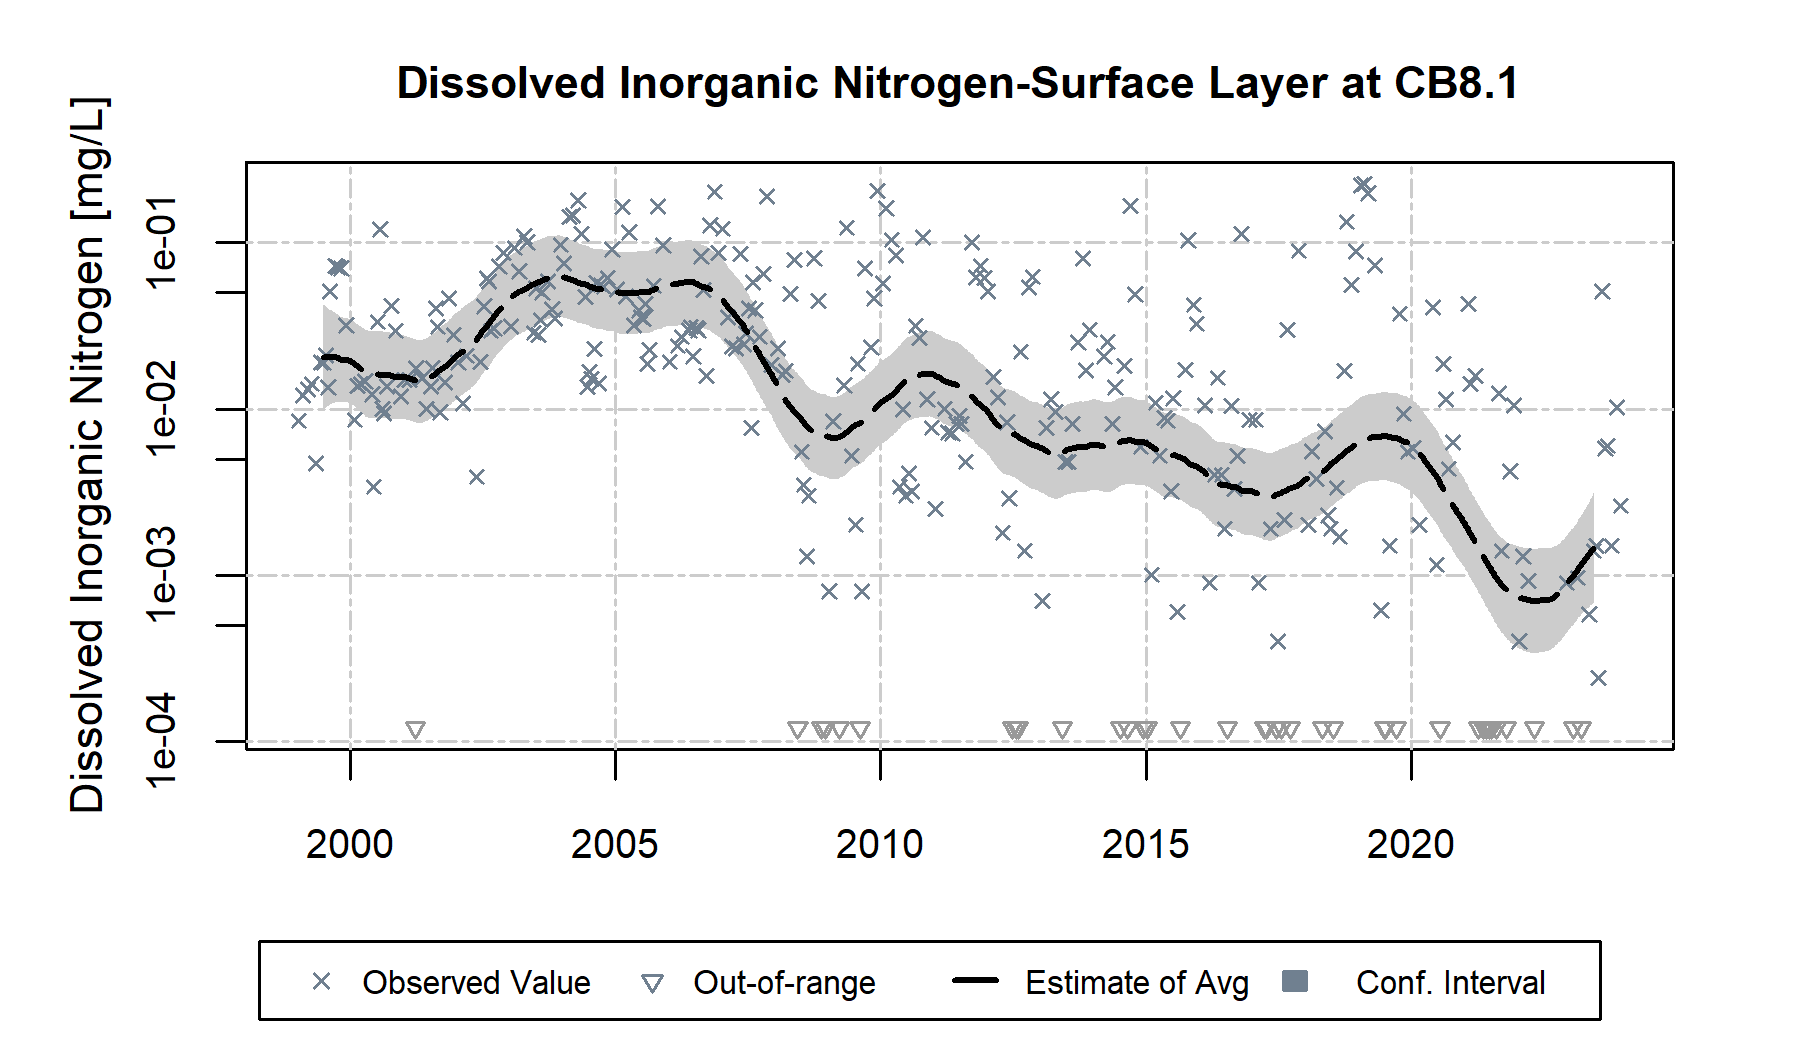 Dissolved Inorganic Nitrogen-Surface Layer at CB8.1
Dissolved Inorganic Nitrogen [mg/L]
1e-01
1e-02
1e-03
1e-04
2000
2005
2010
2015
2020
Observed Value
Out-of-range
Estimate of Avg
Conf. Interval